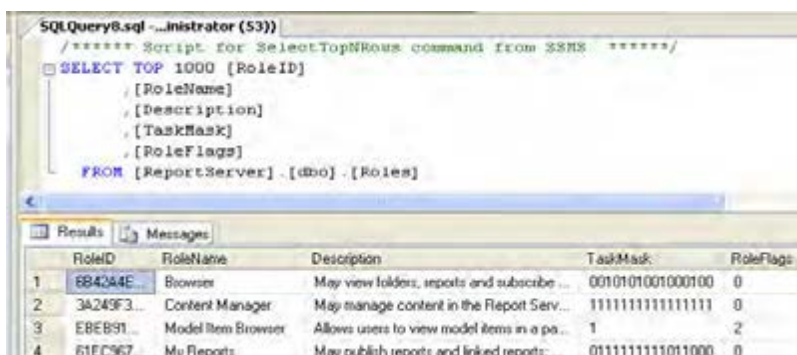 SQLQuery8.sql -...inistrator (53))
/****** Script for SelectTopNRows command from SSMS ******/
SELECT TOP 1000 [RoleID]
,[RoleName]
,[Description]
,[TaskMask]
,[RoleFlags]
FROM [ReportServer].[dbo].[Roles]
Results Messages
RoleID RoleName Description TaskMask RoleFlags
1 6B42A4E... Browser May view folders, reports and subscribe ... 0010101001000100 0
2 3A249F3... Content Manager May manage content in the Report Serv... 1111111111111111 0
3 EBEB91... Model Item Browser Allows users to view model items in a pa... 1 2
4 61FC967... My Reports May publish reports and linked reports; ... 0111111111011000 0